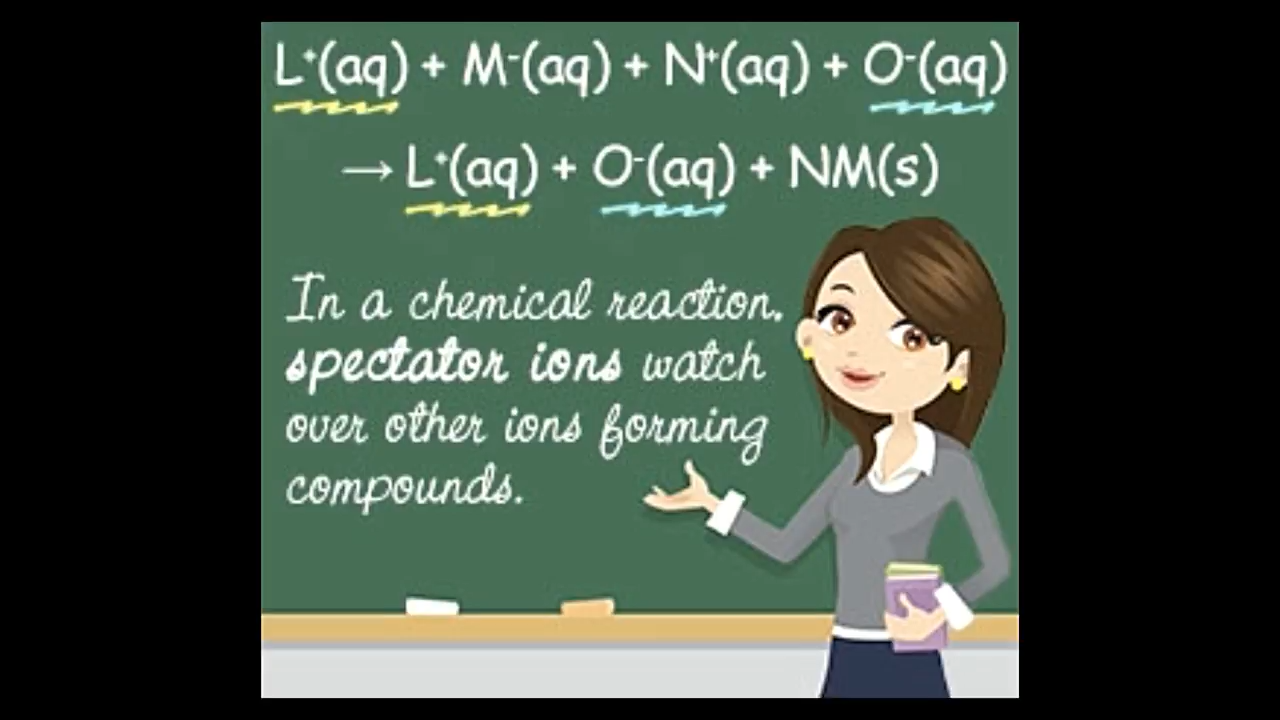 L⁺(aq) + M⁻(aq) + N⁺(aq) + O⁻(aq)
→ L⁺(aq) + O⁻(aq) + NM(s)
In a chemical reaction,
spectator ions watch
over other ions forming
compounds.